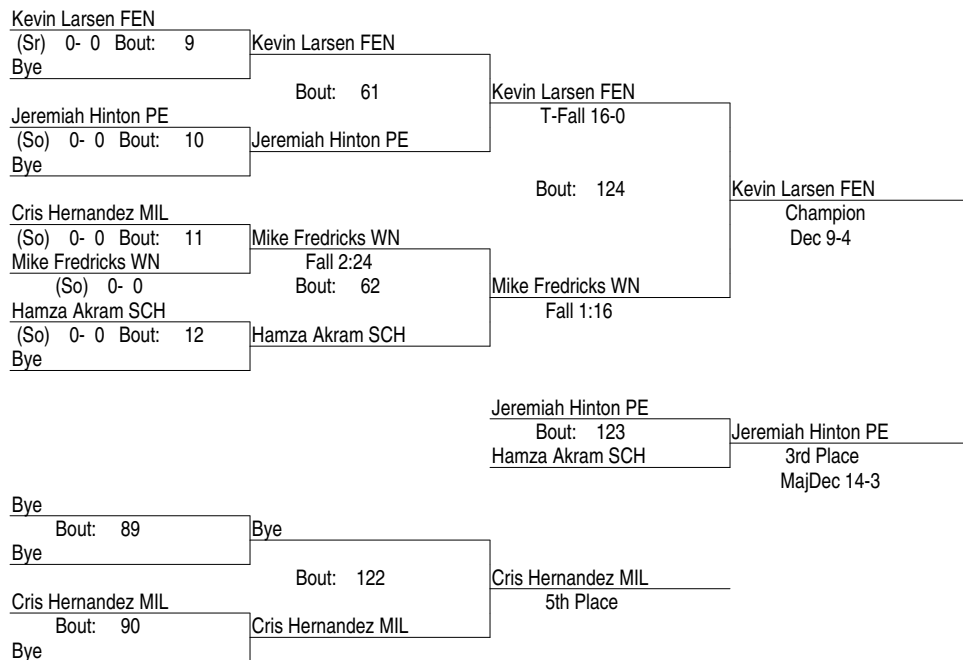 Kevin Larsen FEN
(Sr) 0- 0 Bout: 9
Bye
Kevin Larsen FEN
Bout: 61
Jeremiah Hinton PE
(So) 0- 0 Bout: 10
Bye
Jeremiah Hinton PE
Kevin Larsen FEN
T-Fall 16-0
Bout: 124
Cris Hernandez MIL
(So) 0- 0 Bout: 11
Mike Fredricks WN
(So) 0- 0
Mike Fredricks WN
Fall 2:24
Bout: 62
Hamza Akram SCH
(So) 0- 0 Bout: 12
Bye
Hamza Akram SCH
Mike Fredricks WN
Fall 1:16
Kevin Larsen FEN
Champion
Dec 9-4
Jeremiah Hinton PE
Bout: 123
Hamza Akram SCH
Jeremiah Hinton PE
3rd Place
MajDec 14-3
Bye
Bout: 89
Bye
Bye
Bout: 122
Cris Hernandez MIL
Bout: 90
Bye
Cris Hernandez MIL
Cris Hernandez MIL
5th Place